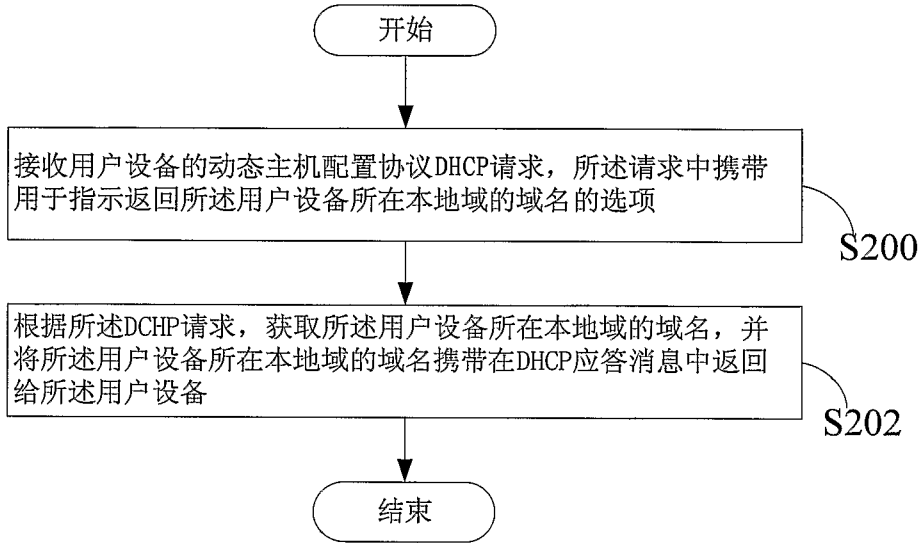 开始
接收用户设备的动态主机配置协议DHCP请求，所述请求中携带
用于指示返回所述用户设备所在本地域的域名的选项
S200
根据所述DCHP请求，获取所述用户设备所在本地域的域名，并
将所述用户设备所在本地域的域名携带在DHCP应答消息中返回
给所述用户设备
S202
结束